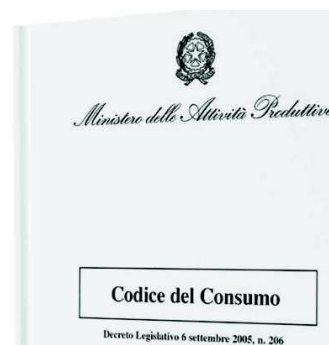 Ministero delle Attività Produttive
Codice del Consumo
Decreto Legislativo 6 settembre 2005, n. 206